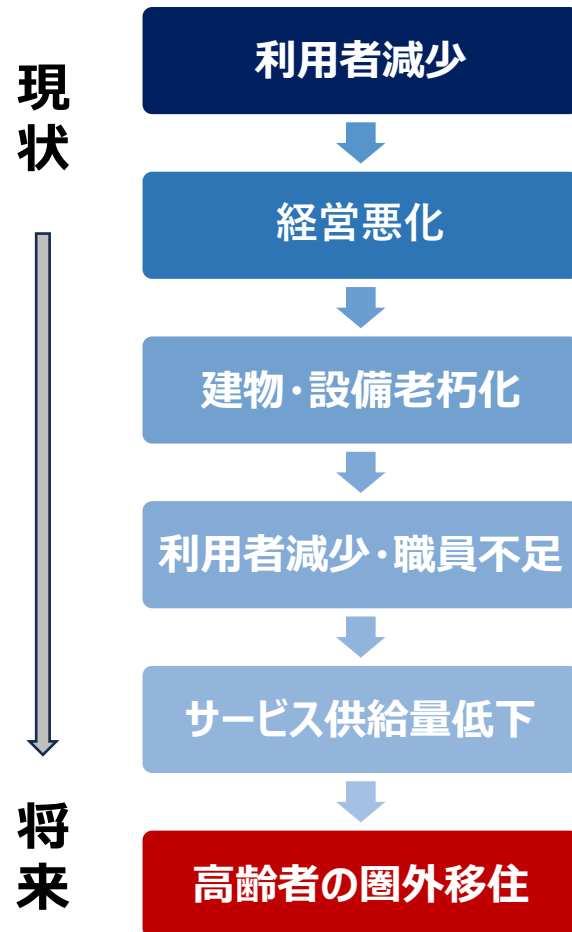 現状
利用者減少
経営悪化
建物・設備老朽化
利用者減少・職員不足
サービス供給量低下
将来
高齢者の圏外移住